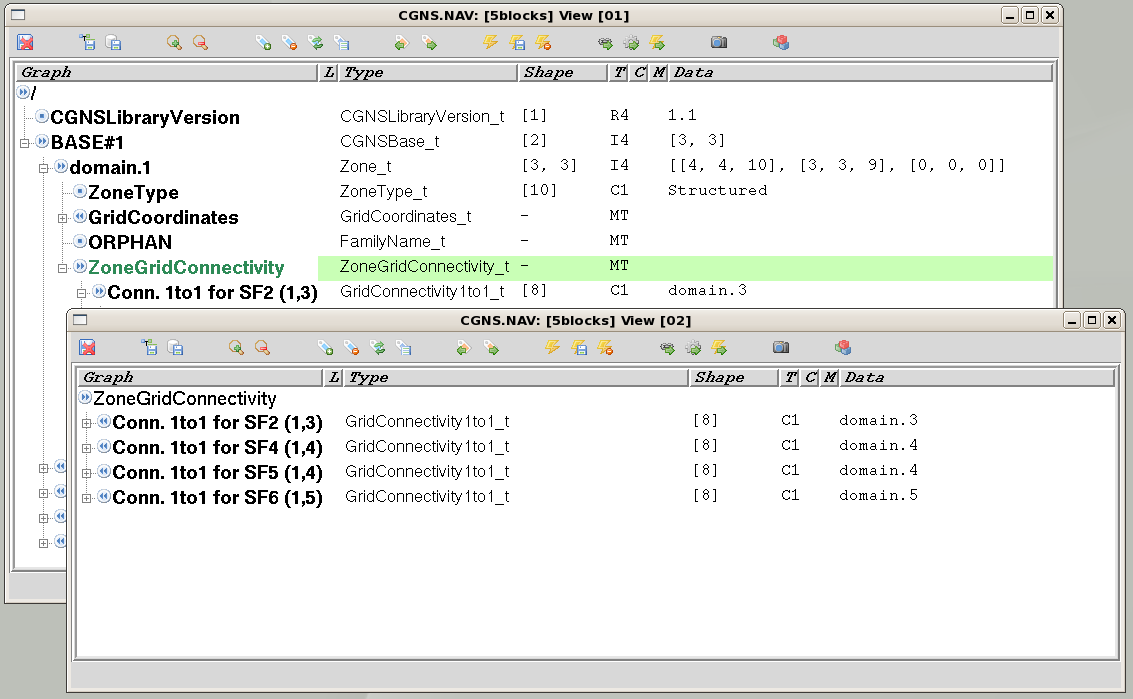 CGNS.NAV: [5blocks] View [01]
Graph L Type Shape T C M Data
/
CGNSLibraryVersion CGNSLibraryVersion_t [1] R4 1.1
BASE#1 CGNSBase_t [2] I4 [3, 3]
domain.1 Zone_t [3, 3] I4 [[4, 4, 10], [3, 3, 9], [0, 0, 0]]
ZoneType ZoneType_t [10] C1 Structured
GridCoordinates GridCoordinates_t - MT
ORPHAN FamilyName_t - MT
ZoneGridConnectivity ZoneGridConnectivity_t - MT
Conn. 1to1 for SF2 (1,3) GridConnectivity1to1_t [8] C1 domain.3
CGNS.NAV: [5blocks] View [02]
Graph L Type Shape T C M Data
ZoneGridConnectivity
Conn. 1to1 for SF2 (1,3) GridConnectivity1to1_t [8] C1 domain.3
Conn. 1to1 for SF4 (1,4) GridConnectivity1to1_t [8] C1 domain.4
Conn. 1to1 for SF5 (1,4) GridConnectivity1to1_t [8] C1 domain.4
Conn. 1to1 for SF6 (1,5) GridConnectivity1to1_t [8] C1 domain.5